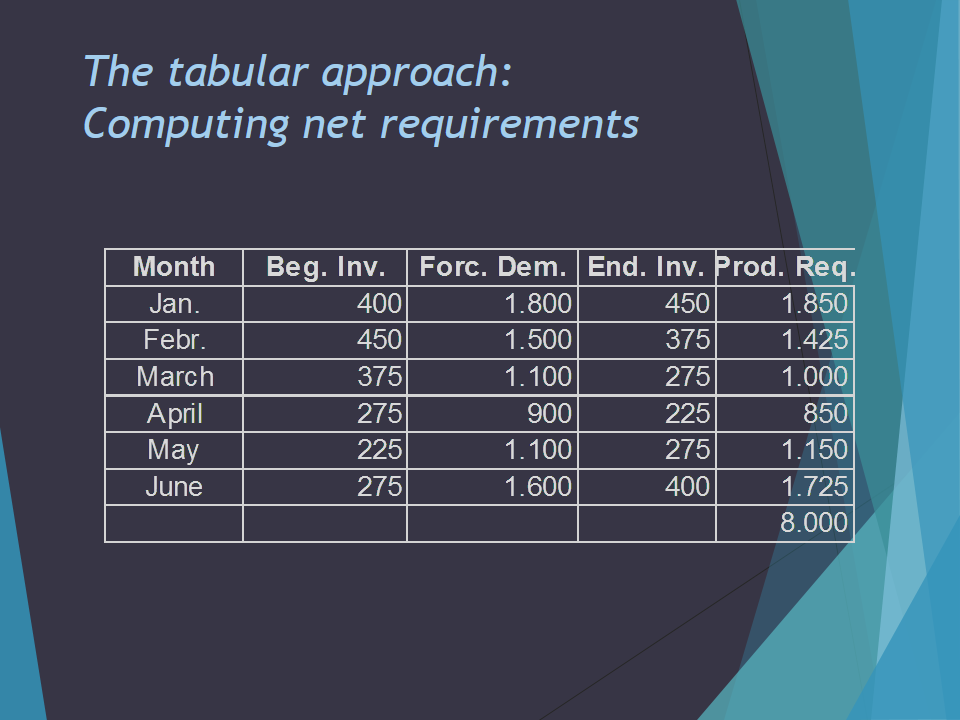 The tabular approach:
Computing net requirements
Month Beg. Inv. Forc. Dem. End. Inv. Prod. Req.
Jan. 400 1.800 450 1.850
Febr. 450 1.500 375 1.425
March 375 1.100 275 1.000
April 275 900 225 850
May 225 1.100 275 1.150
June 275 1.600 400 1.725
8.000